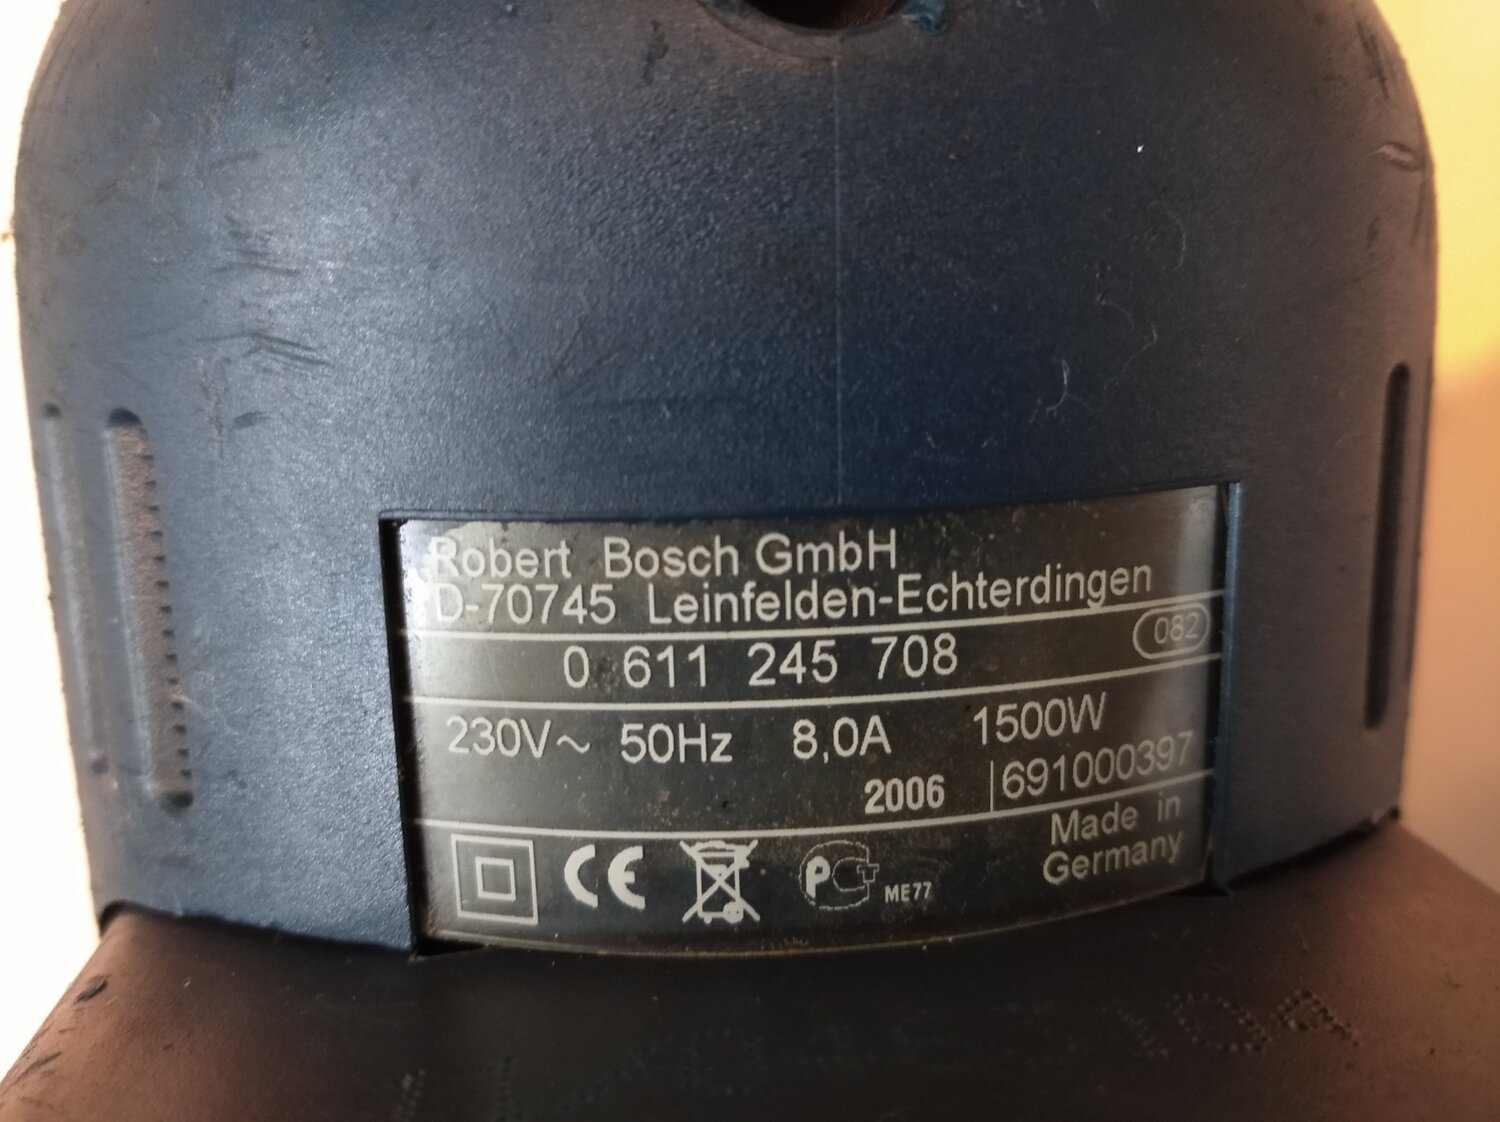 Robert Bosch GmbH
D-70745 Leinfelden-Echterdingen
0 611 245 708
082
230V~ 50Hz 8,0A 1500W
2006 691000397
Made in
Germany
CE
PCT
ME77